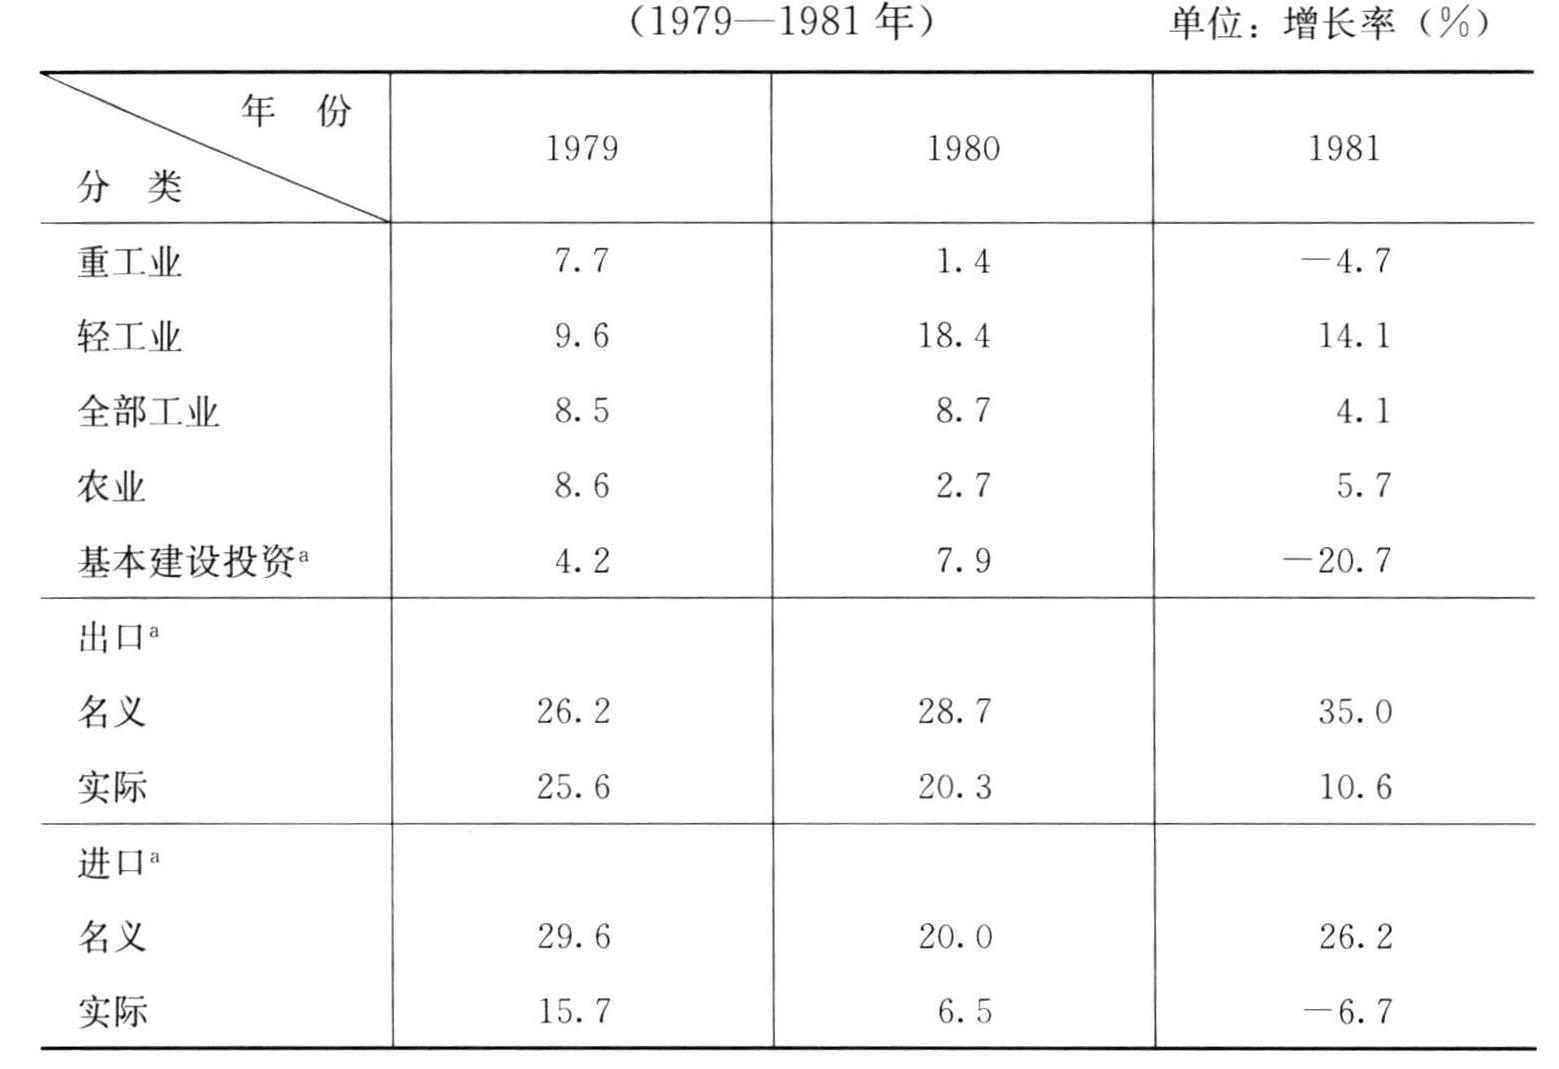 （1979—1981 年） 单位：增长率（%）
年 份
1979 1980 1981
分 类
重工业 7.7 1.4 —4.7
轻工业 9.6 18.4 14.1
全部工业 8.5 8.7 4.1
农业 8.6 2.7 5.7
基本建设投资a 4.2 7.9 —20.7
出口a
名义 26.2 28.7 35.0
实际 25.6 20.3 10.6
进口a
名义 29.6 20.0 26.2
实际 15.7 6.5 —6.7